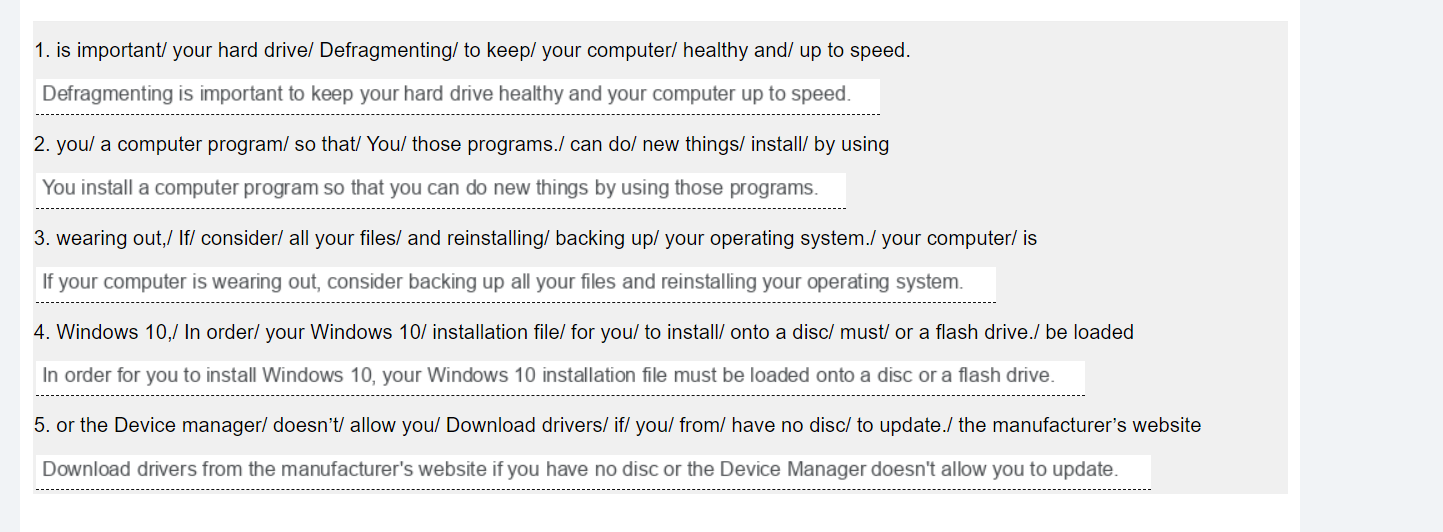 1. is important/ your hard drive/ Defragmenting/ to keep/ your computer/ healthy and/ up to speed.
Defragmenting is important to keep your hard drive healthy and your computer up to speed.
2. you/ a computer program/ so that/ You/ those programs./ can do/ new things/ install/ by using
You install a computer program so that you can do new things by using those programs.
3. wearing out,/ If/ consider/ all your files/ and reinstalling/ backing up/ your operating system./ your computer/ is
If your computer is wearing out, consider backing up all your files and reinstalling your operating system.
4. Windows 10,/ In order/ your Windows 10/ installation file/ for you/ to install/ onto a disc/ must/ or a flash drive./ be loaded
In order for you to install Windows 10, your Windows 10 installation file must be loaded onto a disc or a flash drive.
5. or the Device manager/ doesn’t/ allow you/ Download drivers/ if/ you/ from/ have no disc/ to update./ the manufacturer’s website
Download drivers from the manufacturer's website if you have no disc or the Device Manager doesn't allow you to update.